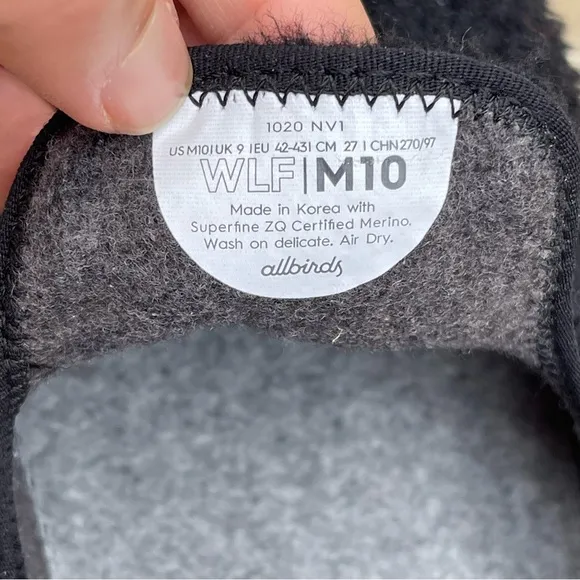 1020 NV1
US M10 | UK 9 | EU 42-43 | CM 27 | CHN 270/97
WLF | M10
Made in Korea with
Superfine ZQ Certified Merino.
Wash on delicate. Air Dry.
allbirds